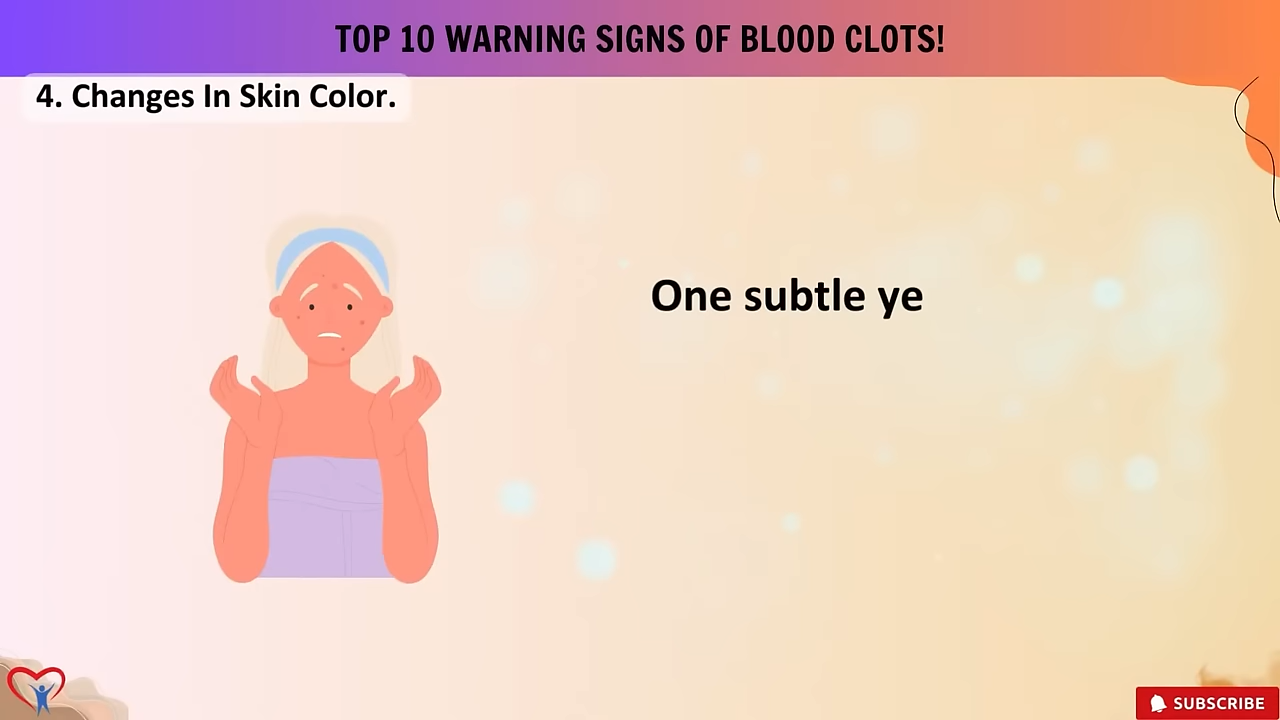 TOP 10 WARNING SIGNS OF BLOOD CLOTS!
4. Changes In Skin Color.
One subtle ye
SUBSCRIBE